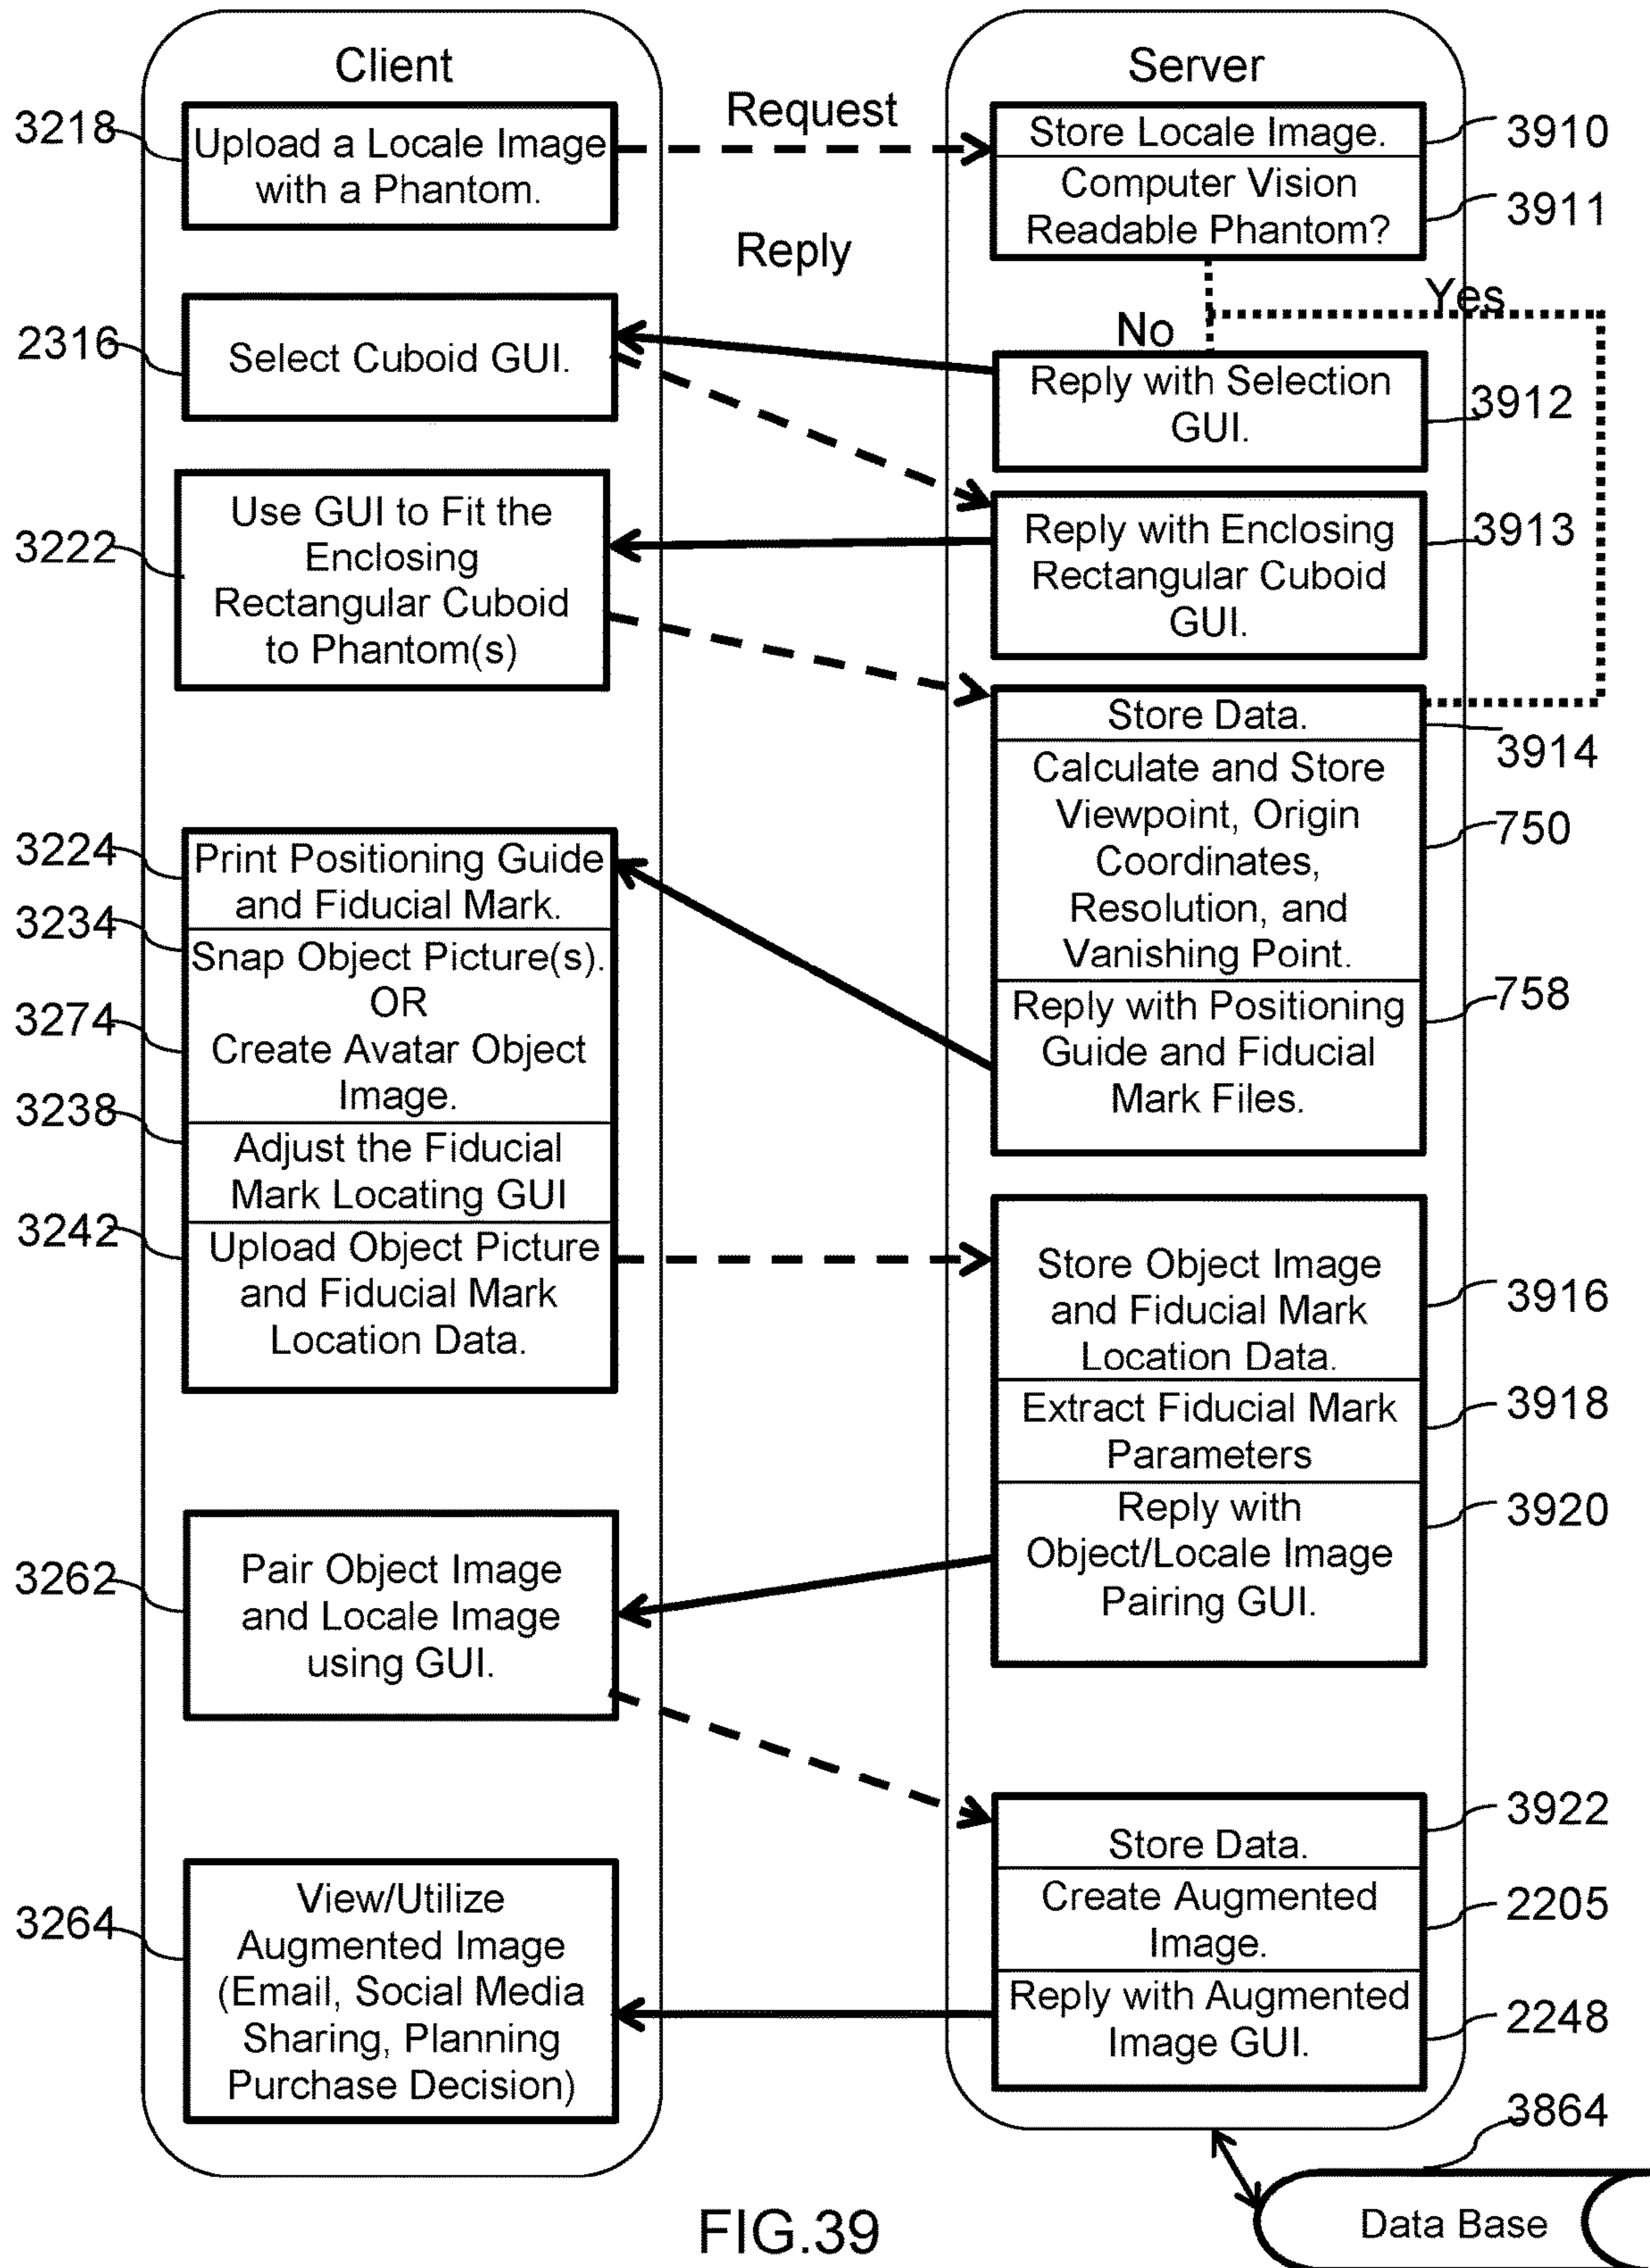 Client
Server
3218
Upload a Locale Image
with a Phantom.
Request
Store Locale Image.
3910
Computer Vision
Readable Phantom?
3911
Reply
Yes
No
2316
Select Cuboid GUI.
Reply with Selection
GUI.
3912
3222
Use GUI to Fit the
Enclosing
Rectangular Cuboid
to Phantom(s)
Reply with Enclosing
Rectangular Cuboid
GUI.
3913
Store Data.
3914
Calculate and Store
Viewpoint, Origin
Coordinates,
Resolution, and
Vanishing Point.
750
Reply with Positioning
Guide and Fiducial
Mark Files.
758
3224
Print Positioning Guide
and Fiducial Mark.
3234
Snap Object Picture(s).
OR
3274
Create Avatar Object
Image.
3238
Adjust the Fiducial
Mark Locating GUI
3242
Upload Object Picture
and Fiducial Mark
Location Data.
Store Object Image
and Fiducial Mark
Location Data.
3916
Extract Fiducial Mark
Parameters
3918
Reply with
Object/Locale Image
Pairing GUI.
3920
3262
Pair Object Image
and Locale Image
using GUI.
Store Data.
3922
Create Augmented
Image.
2205
Reply with Augmented
Image GUI.
2248
3264
View/Utilize
Augmented Image
(Email, Social Media
Sharing, Planning
Purchase Decision)
3864
Data Base
FIG.39